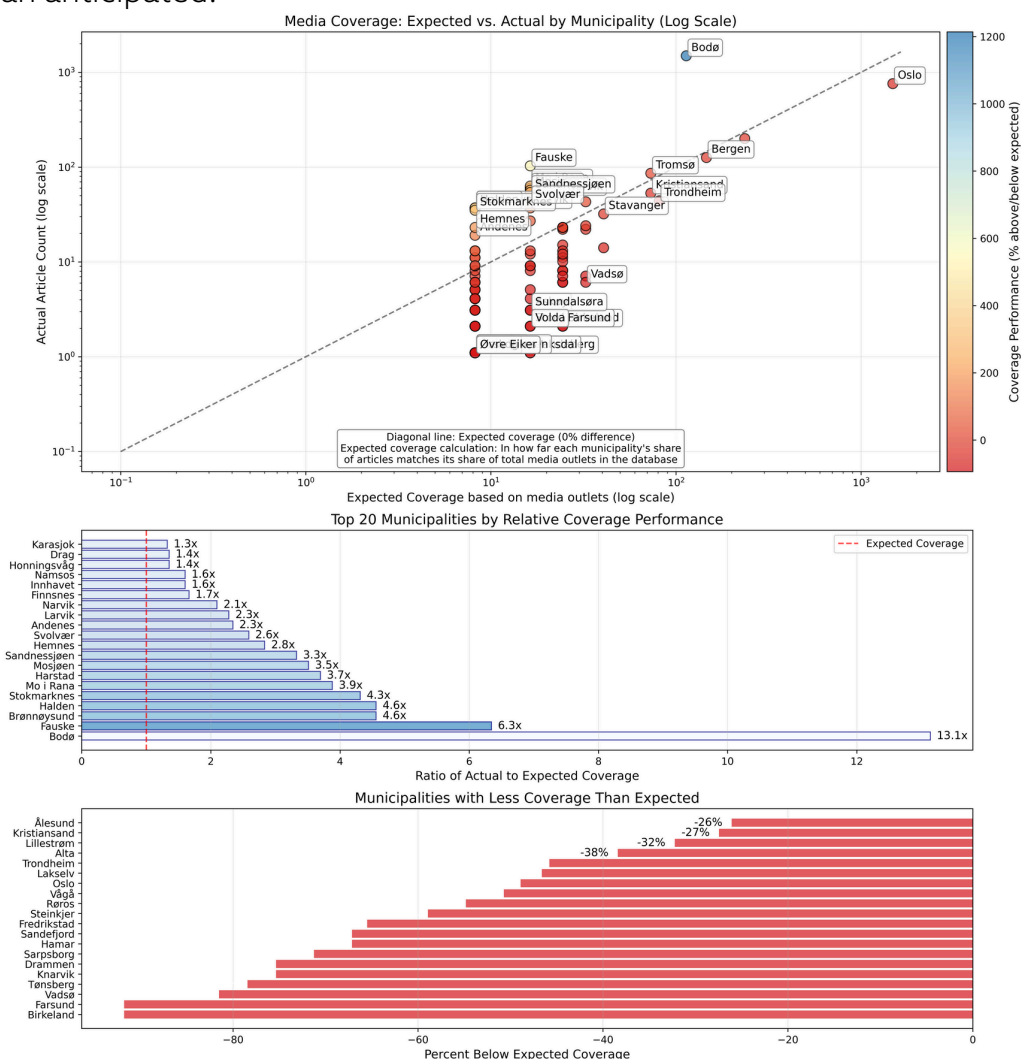 an anticipated.
Media Coverage: Expected vs. Actual by Municipality (Log Scale)
Actual Article Count (log scale)
10³
10²
10¹
10⁰
10⁻¹
Bodø
Oslo
Bergen
Fauske
Tromsø
Sandnessjøen
Kristiansand
Trondheim
Svolvær
Stokmarknes
Stavanger
Hemnes
Andenes
Vadsø
Sunndalsøra
Volda
Farsund
Øvre Eiker
Diagonal line: Expected coverage (0% difference)
Expected coverage calculation: In how far each municipality's share
of articles matches its share of total media outlets in the database
10⁻¹ 10⁰ 10¹ 10² 10³
Expected Coverage based on media outlets (log scale)
1200
1000
800
600
400
200
0
Coverage Performance (% above/below expected)
Top 20 Municipalities by Relative Coverage Performance
Expected Coverage
Karasjok 1.3x
Drag 1.4x
Honningsvåg 1.4x
Namsos 1.6x
Innhavet 1.6x
Finnsnes 1.7x
Narvik 2.1x
Larvik 2.3x
Andenes 2.3x
Svolvær 2.6x
Hemnes 2.8x
Sandnessjøen 3.3x
Mosjøen 3.5x
Harstad 3.7x
Mo i Rana 3.9x
Stokmarknes 4.3x
Halden 4.6x
Brønnøysund 4.6x
Fauske 6.3x
Bodø 13.1x
0 2 4 6 8 10 12
Ratio of Actual to Expected Coverage
Municipalities with Less Coverage Than Expected
Ålesund -26%
Kristiansand -27%
Lillestrøm -32%
Alta -38%
Trondheim
Lakselv
Oslo
Vågå
Røros
Steinkjer
Fredrikstad
Sandefjord
Hamar
Sarpsborg
Drammen
Knarvik
Tønsberg
Vadsø
Farsund
Birkeland
−80 −60 −40 −20 0
Percent Below Expected Coverage